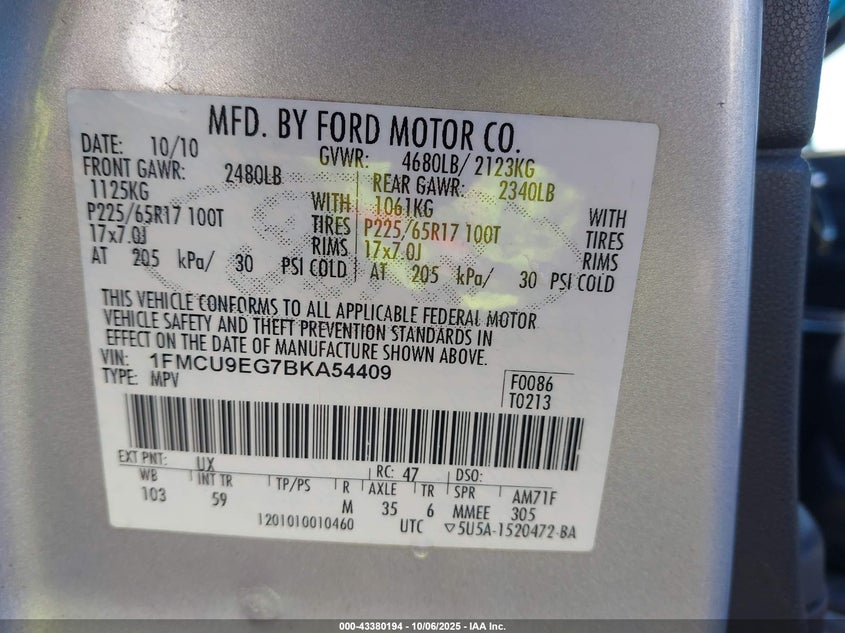 MFD. BY FORD MOTOR CO.
DATE: 10/10 GVWR: 4680LB/ 2123KG
FRONT GAWR: 2480LB REAR GAWR: 2340LB
1125KG WITH 1061KG WITH
P225/65R17 100T TIRES P225/65R17 100T TIRES
17x7.0J RIMS 17x7.0J RIMS
AT 205 kPa/ 30 PSI COLD AT 205 kPa/ 30 PSI COLD
THIS VEHICLE CONFORMS TO ALL APPLICABLE FEDERAL MOTOR
VEHICLE SAFETY AND THEFT PREVENTION STANDARDS IN
EFFECT ON THE DATE OF MANUFACTURE SHOWN ABOVE.
VIN: 1FMCU9EG7BKA54409
TYPE: MPV
F0086
T0213
EXT PNT: UX RC: 47 DSO:
WB INT TR TP/PS R AXLE TR SPR AM71F
103 59 M 35 6 MMEE 305
1201010010460 UTC ▽5U5A-1520472-BA
000-43380194 - 10/06/2025 - IAA Inc.